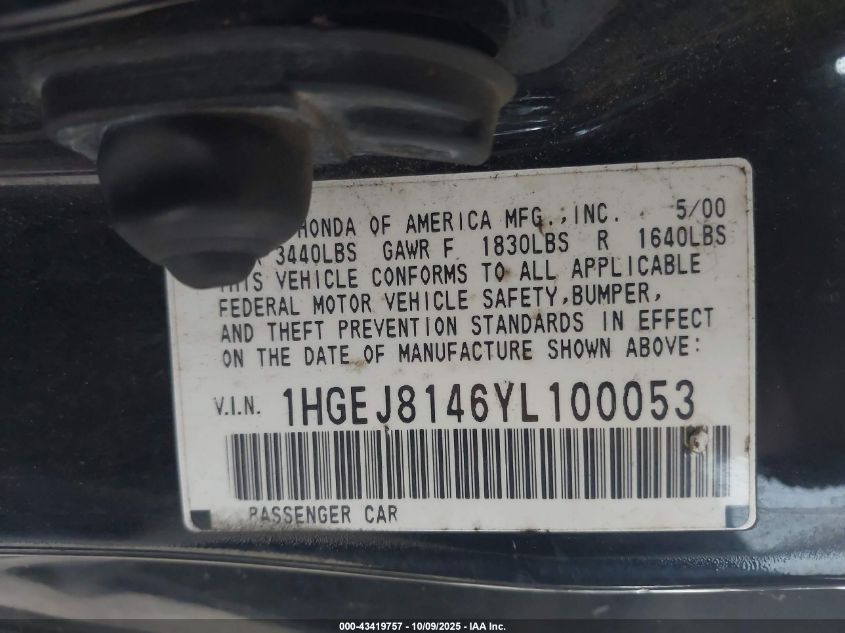 HONDA OF AMERICA MFG.,INC. 5/00
3440LBS GAWR F 1830LBS R 1640LBS
THIS VEHICLE CONFORMS TO ALL APPLICABLE
FEDERAL MOTOR VEHICLE SAFETY,BUMPER,
AND THEFT PREVENTION STANDARDS IN EFFECT
ON THE DATE OF MANUFACTURE SHOWN ABOVE:
V.I.N. 1HGEJ8146YL100053
PASSENGER CAR
000-43419757 - 10/09/2025 - IAA Inc.